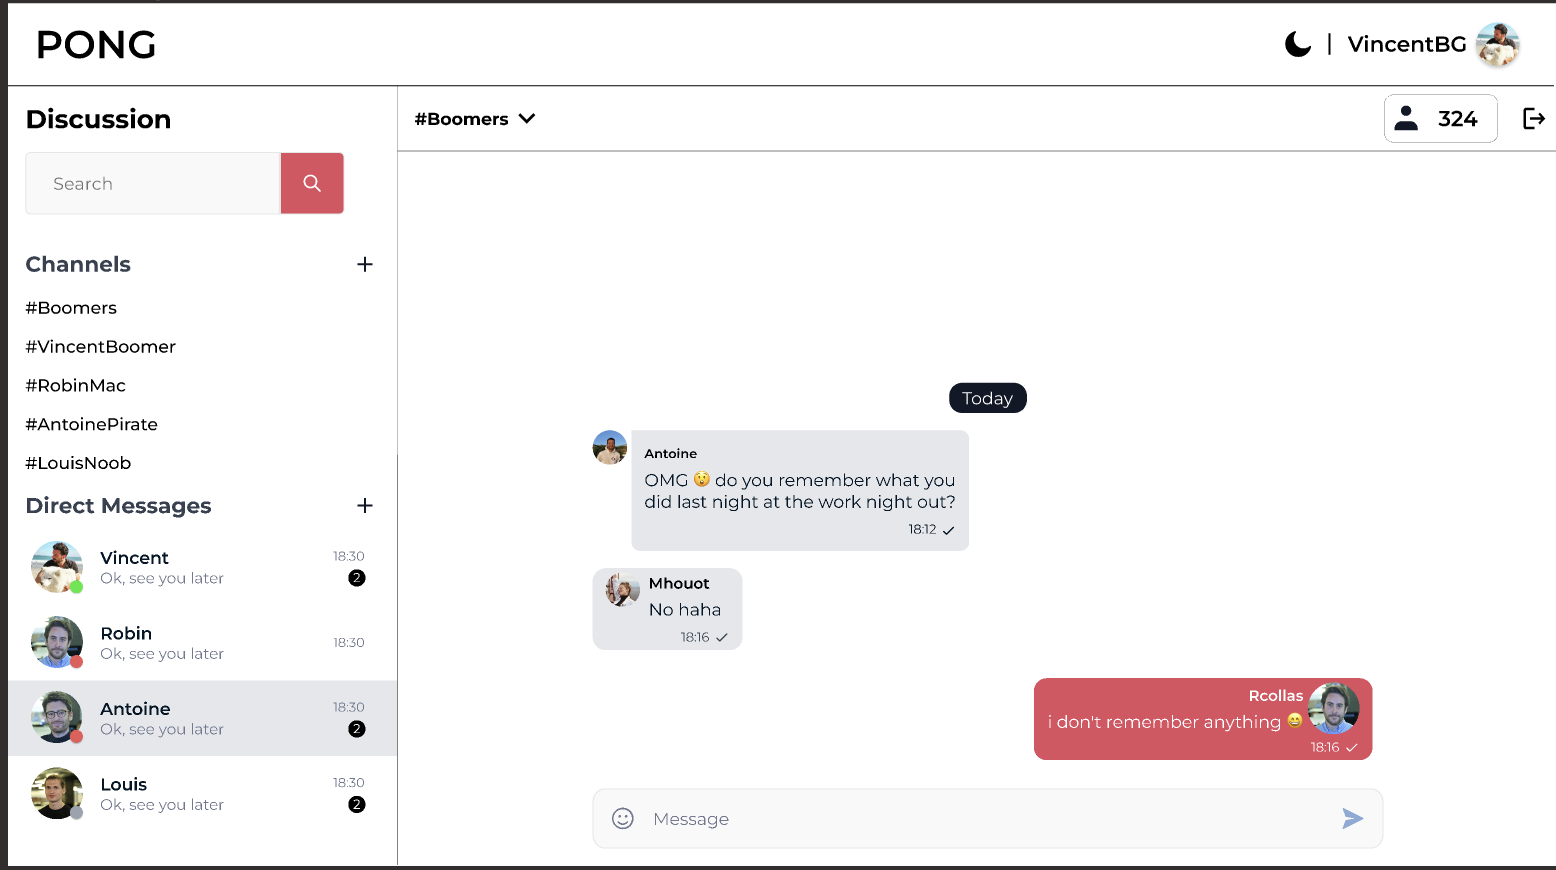 PONG
| VincentBG
Discussion
Search
Channels +
#Boomers
#VincentBoomer
#RobinMac
#AntoinePirate
#LouisNoob
Direct Messages +
Vincent 18:30
Ok, see you later 2
Robin
18:30
Ok, see you later
Antoine 18:30
Ok, see you later 2
Louis 18:30
Ok, see you later 2
#Boomers
324
Today
Antoine
OMG 😲 do you remember what you
did last night at the work night out?
18:12 ✓
Mhouot
No haha
18:16 ✓
Rcollas
i don't remember anything 😄
18:16 ✓
Message